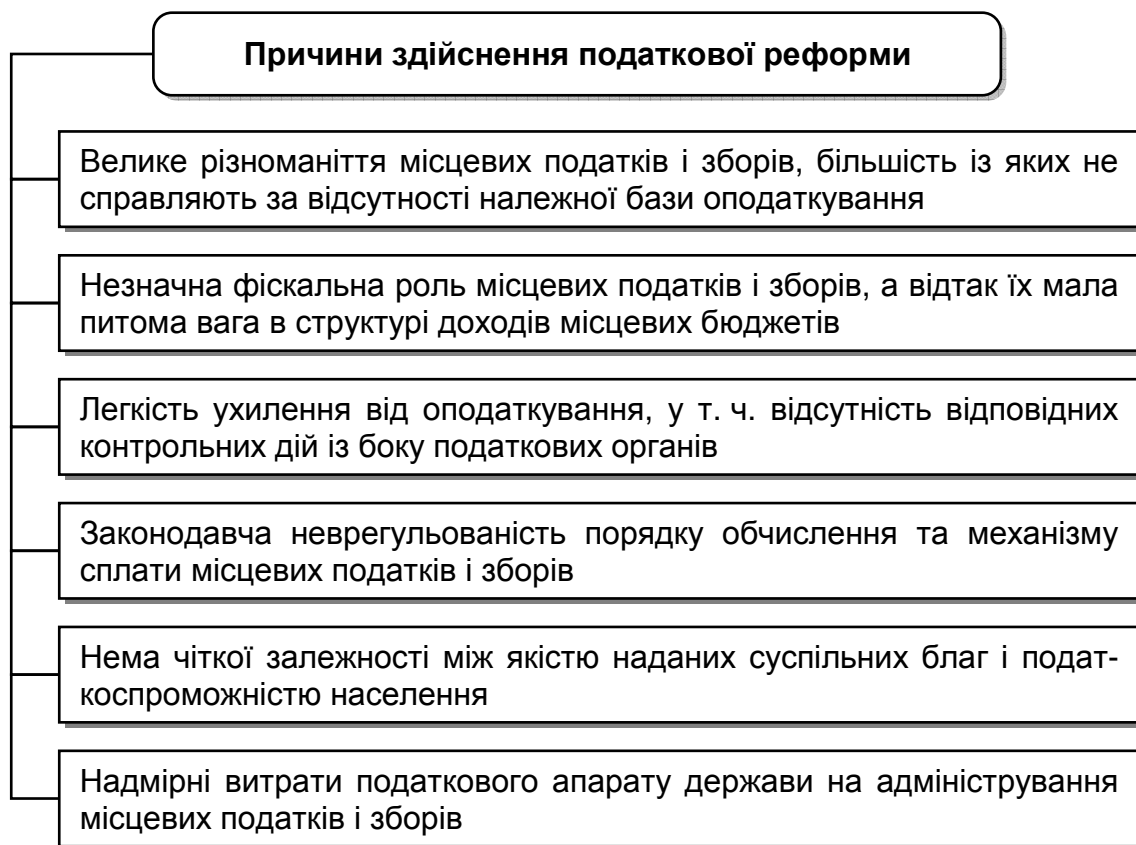 Причини здійснення податкової реформи
Велике різноманіття місцевих податків і зборів, більшість із яких не
справляють за відсутності належної бази оподаткування
Незначна фіскальна роль місцевих податків і зборів, а відтак їх мала
питома вага в структурі доходів місцевих бюджетів
Легкість ухилення від оподаткування, у т. ч. відсутність відповідних
контрольних дій із боку податкових органів
Законодавча неврегульованість порядку обчислення та механізму
сплати місцевих податків і зборів
Нема чіткої залежності між якістю наданих суспільних благ і подат-
коспроможністю населення
Надмірні витрати податкового апарату держави на адміністрування
місцевих податків і зборів